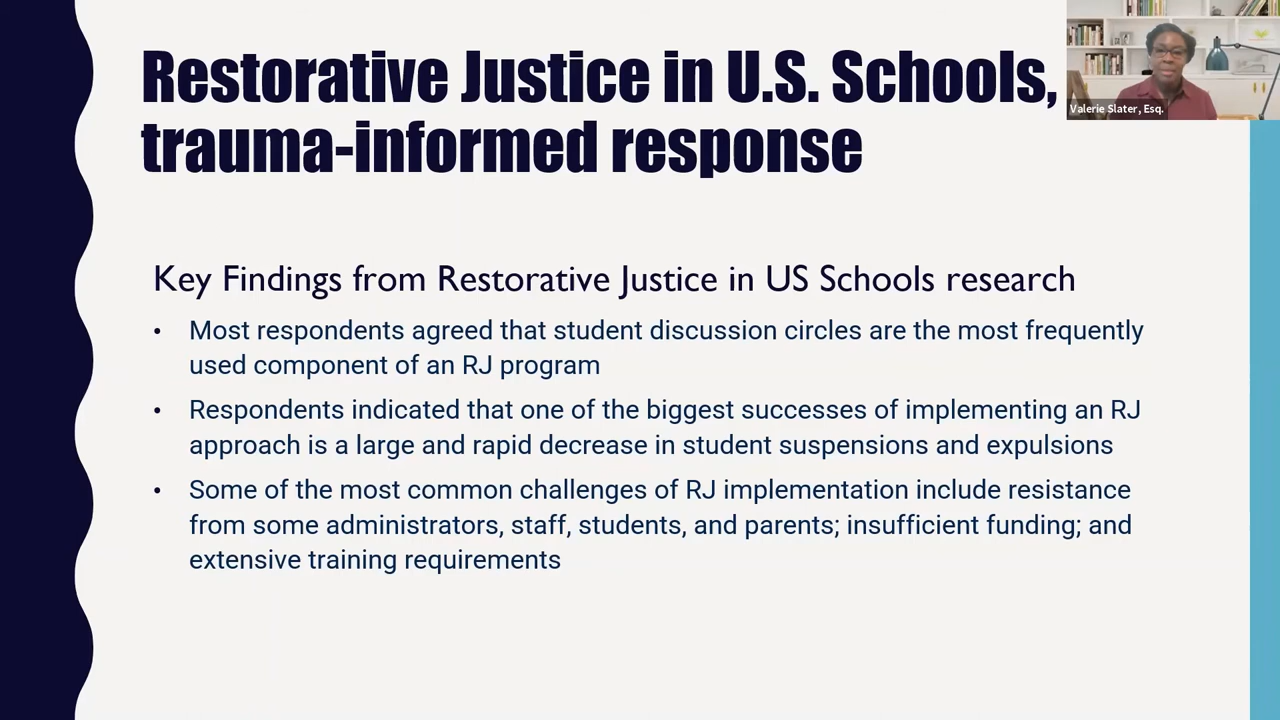 Restorative Justice in U.S. Schools,
trauma-informed response
Valerie Slater, Esq.
Key Findings from Restorative Justice in US Schools research
• Most respondents agreed that student discussion circles are the most frequently
used component of an RJ program
• Respondents indicated that one of the biggest successes of implementing an RJ
approach is a large and rapid decrease in student suspensions and expulsions
• Some of the most common challenges of RJ implementation include resistance
from some administrators, staff, students, and parents; insufficient funding; and
extensive training requirements